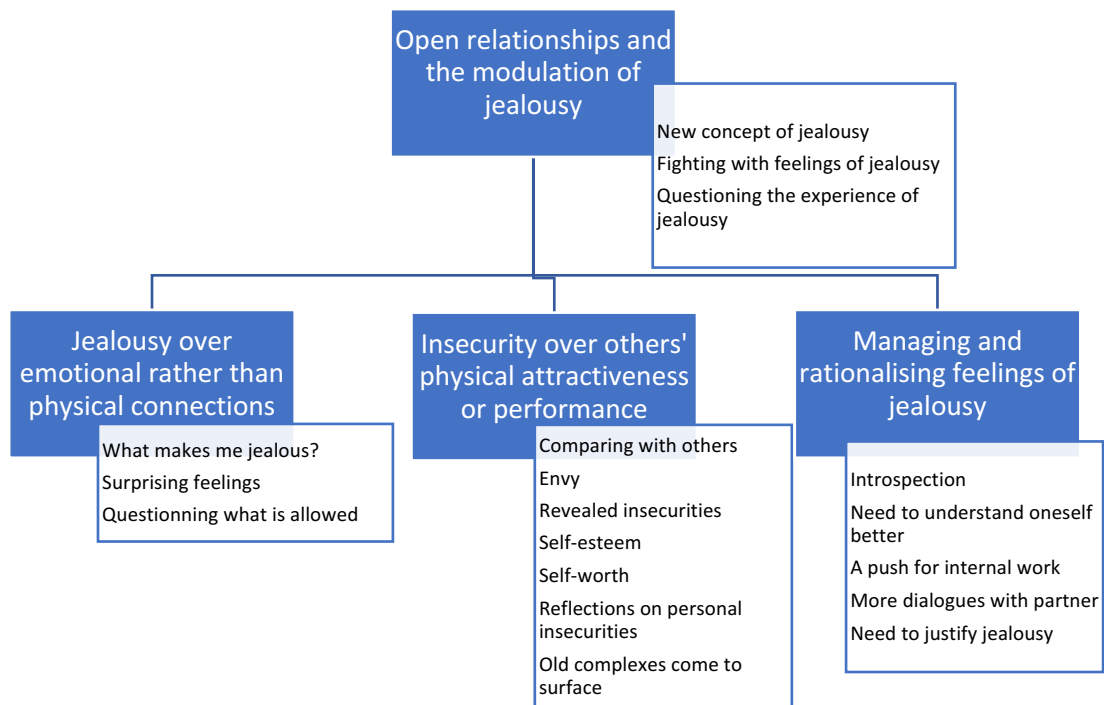 Open relationships and
the modulation of
jealousy
New concept of jealousy
Fighting with feelings of jealousy
Questioning the experience of
jealousy
Jealousy over
emotional rather than
physical connections
What makes me jealous?
Surprising feelings
Questionning what is allowed
Insecurity over others'
physical attractiveness
or performance
Comparing with others
Envy
Revealed insecurities
Self-esteem
Self-worth
Reflections on personal
insecurities
Old complexes come to
surface
Managing and
rationalising feelings of
jealousy
Introspection
Need to understand oneself
better
A push for internal work
More dialogues with partner
Need to justify jealousy